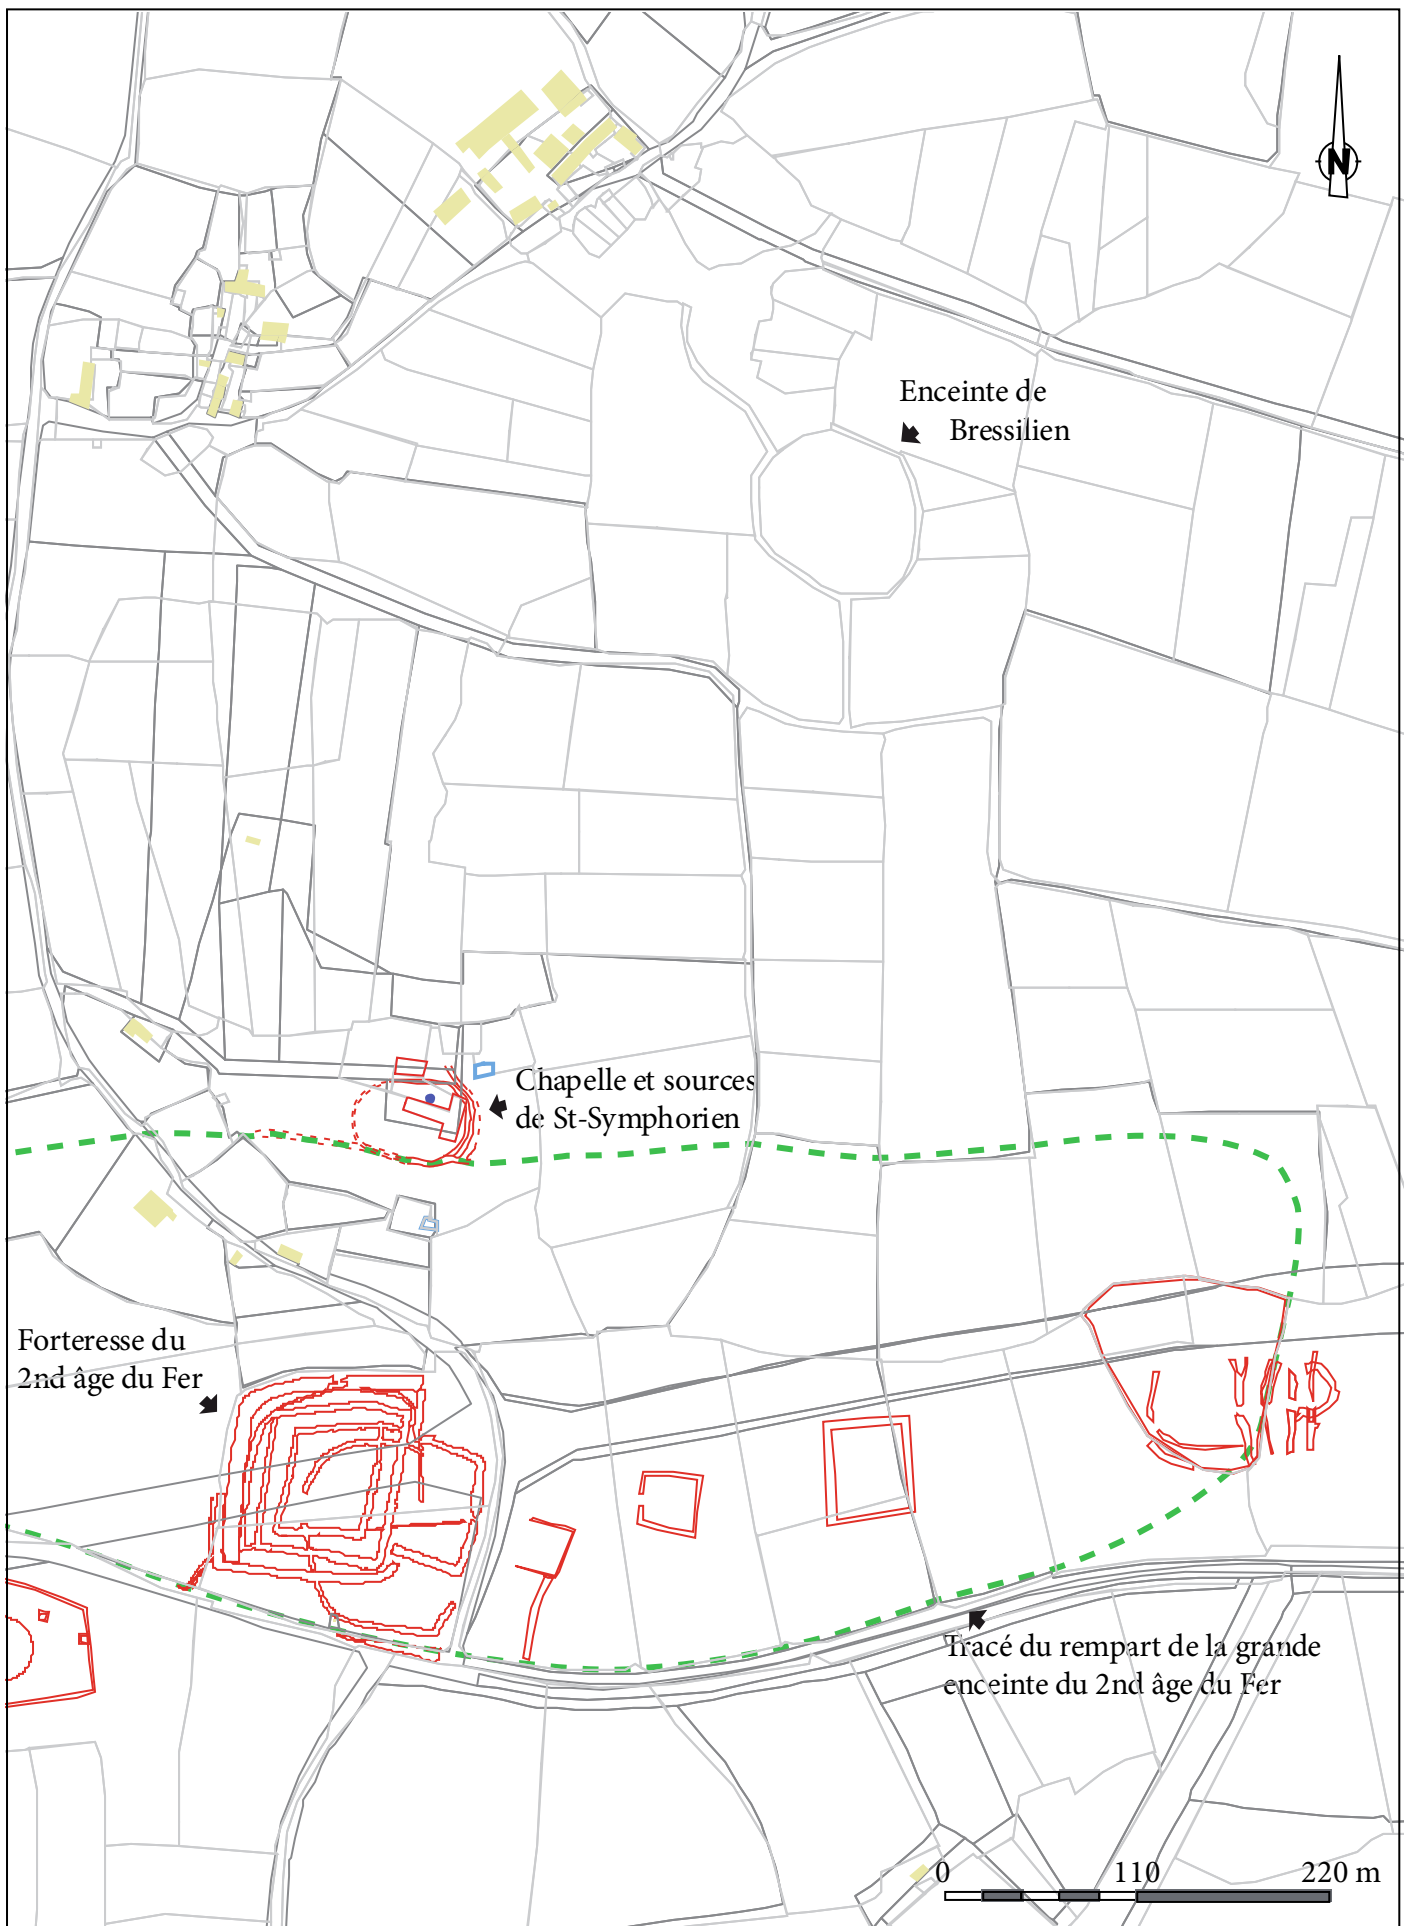 N
Enceinte de
Bressilien
Chapelle et sources
de St-Symphorien
Forteresse du
2nd âge du Fer
Tracé du rempart de la grande
enceinte du 2nd âge du Fer
0 110 220 m